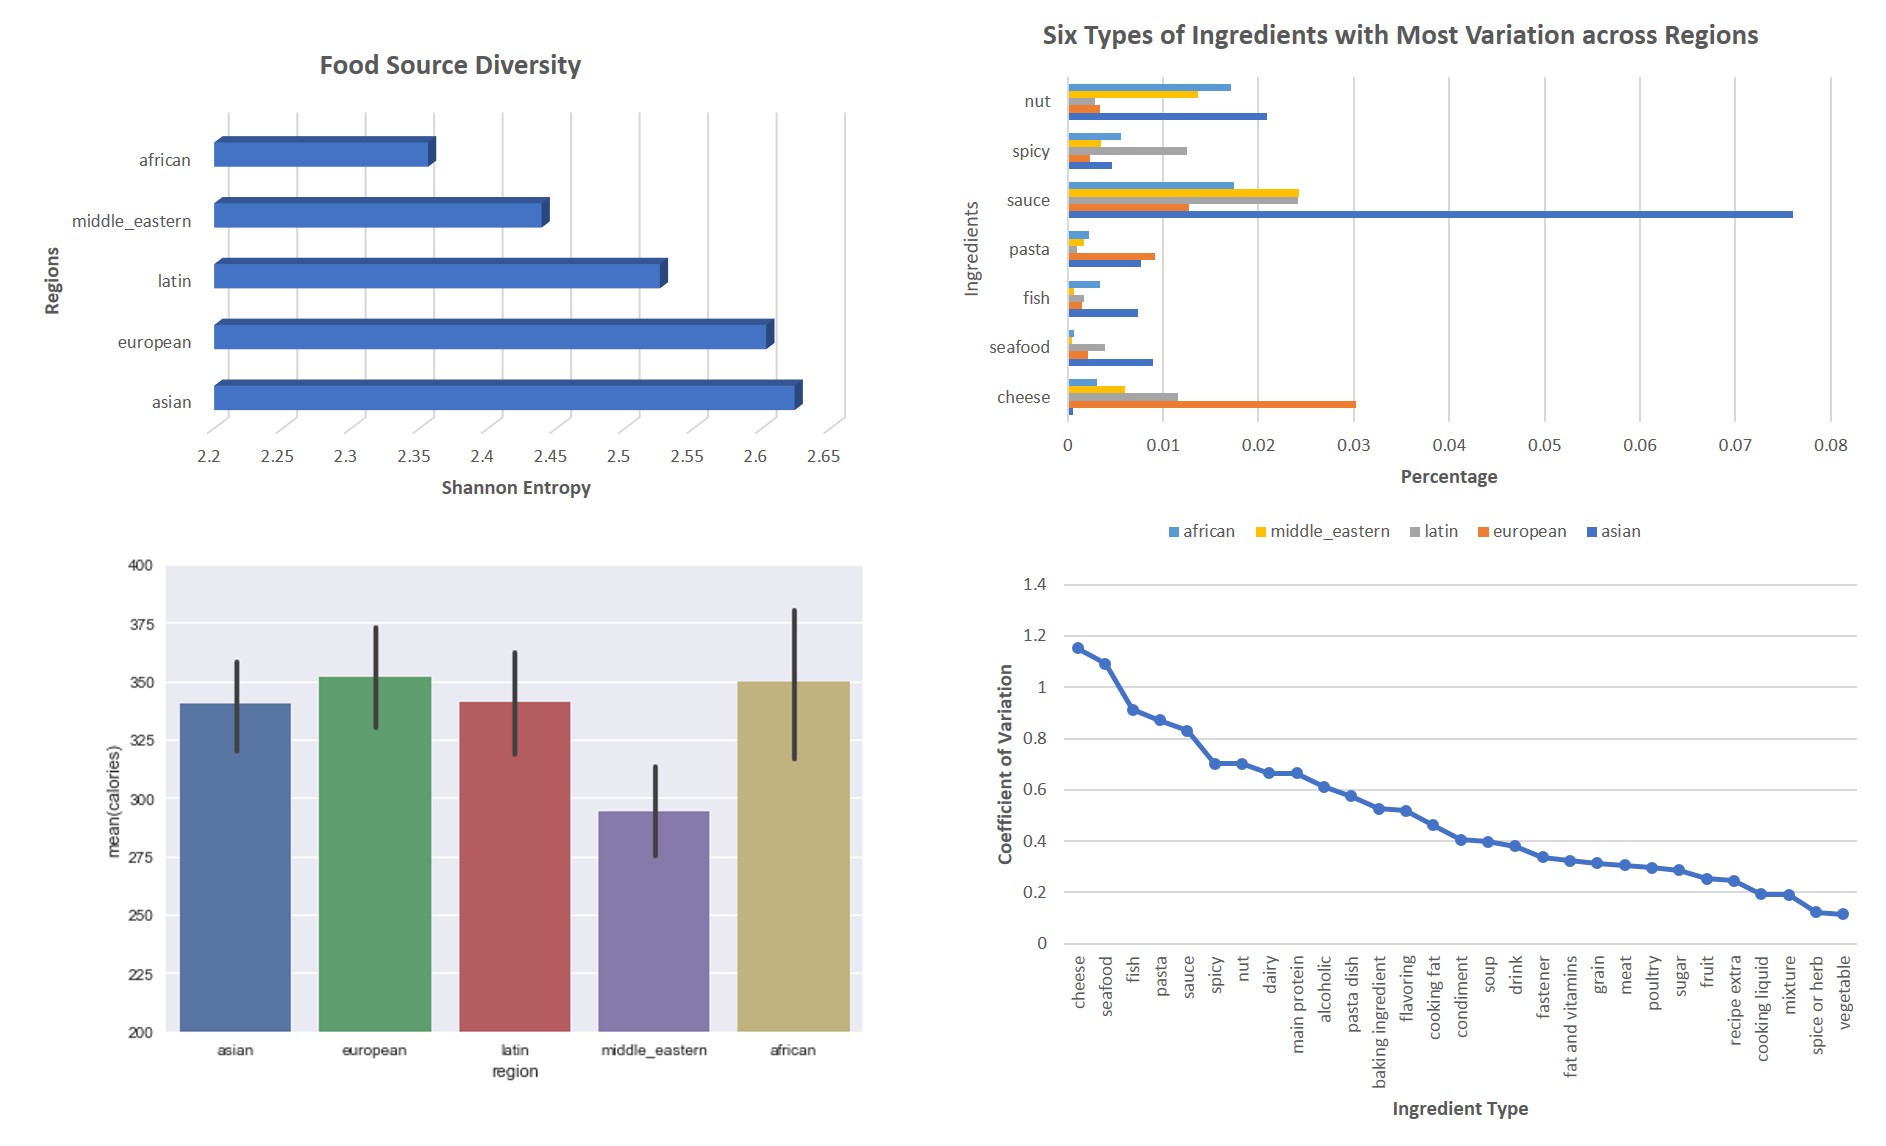 Food Source Diversity
african
middle_eastern
latin
european
asian
Regions
2.2 2.25 2.3 2.35 2.4 2.45 2.5 2.55 2.6 2.65
Shannon Entropy
Six Types of Ingredients with Most Variation across Regions
nut
spicy
sauce
pasta
fish
seafood
cheese
Ingredients
0 0.01 0.02 0.03 0.04 0.05 0.06 0.07 0.08
Percentage
african middle_eastern latin european asian
400
375
350
325
300
275
250
225
200
mean(calories)
asian european latin middle_eastern african
region
1.4
1.2
1
0.8
0.6
0.4
0.2
0
Coefficient of Variation
cheese
seafood
fish
pasta
sauce
spicy
nut
dairy
main protein
alcoholic
pasta dish
baking ingredient
flavoring
cooking fat
condiment
soup
drink
fastener
fat and vitamins
grain
meat
poultry
sugar
fruit
recipe extra
cooking liquid
mixture
spice or herb
vegetable
Ingredient Type